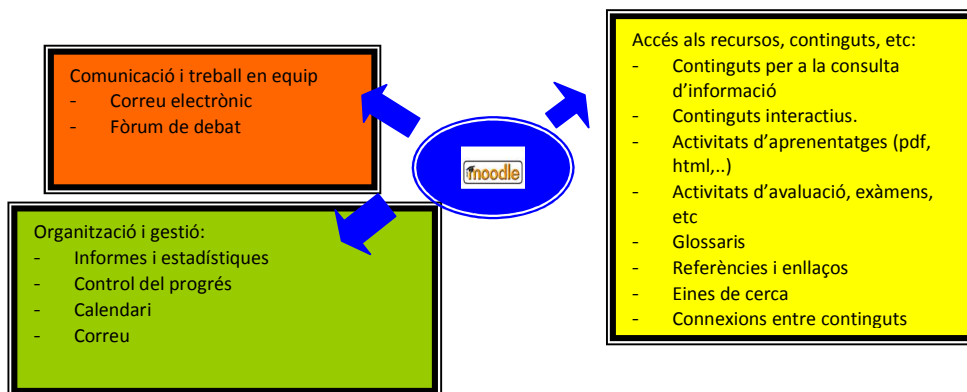 Comunicació i treball en equip
- Correu electrònic
- Fòrum de debat
moodle
Organització i gestió:
- Informes i estadístiques
- Control del progrés
- Calendari
- Correu
Accés als recursos, continguts, etc:
- Continguts per a la consulta
d’informació
- Continguts interactius.
- Activitats d’aprenentatges (pdf,
html,..)
- Activitats d’avaluació, exàmens,
etc
- Glossaris
- Referències i enllaços
- Eines de cerca
- Connexions entre continguts